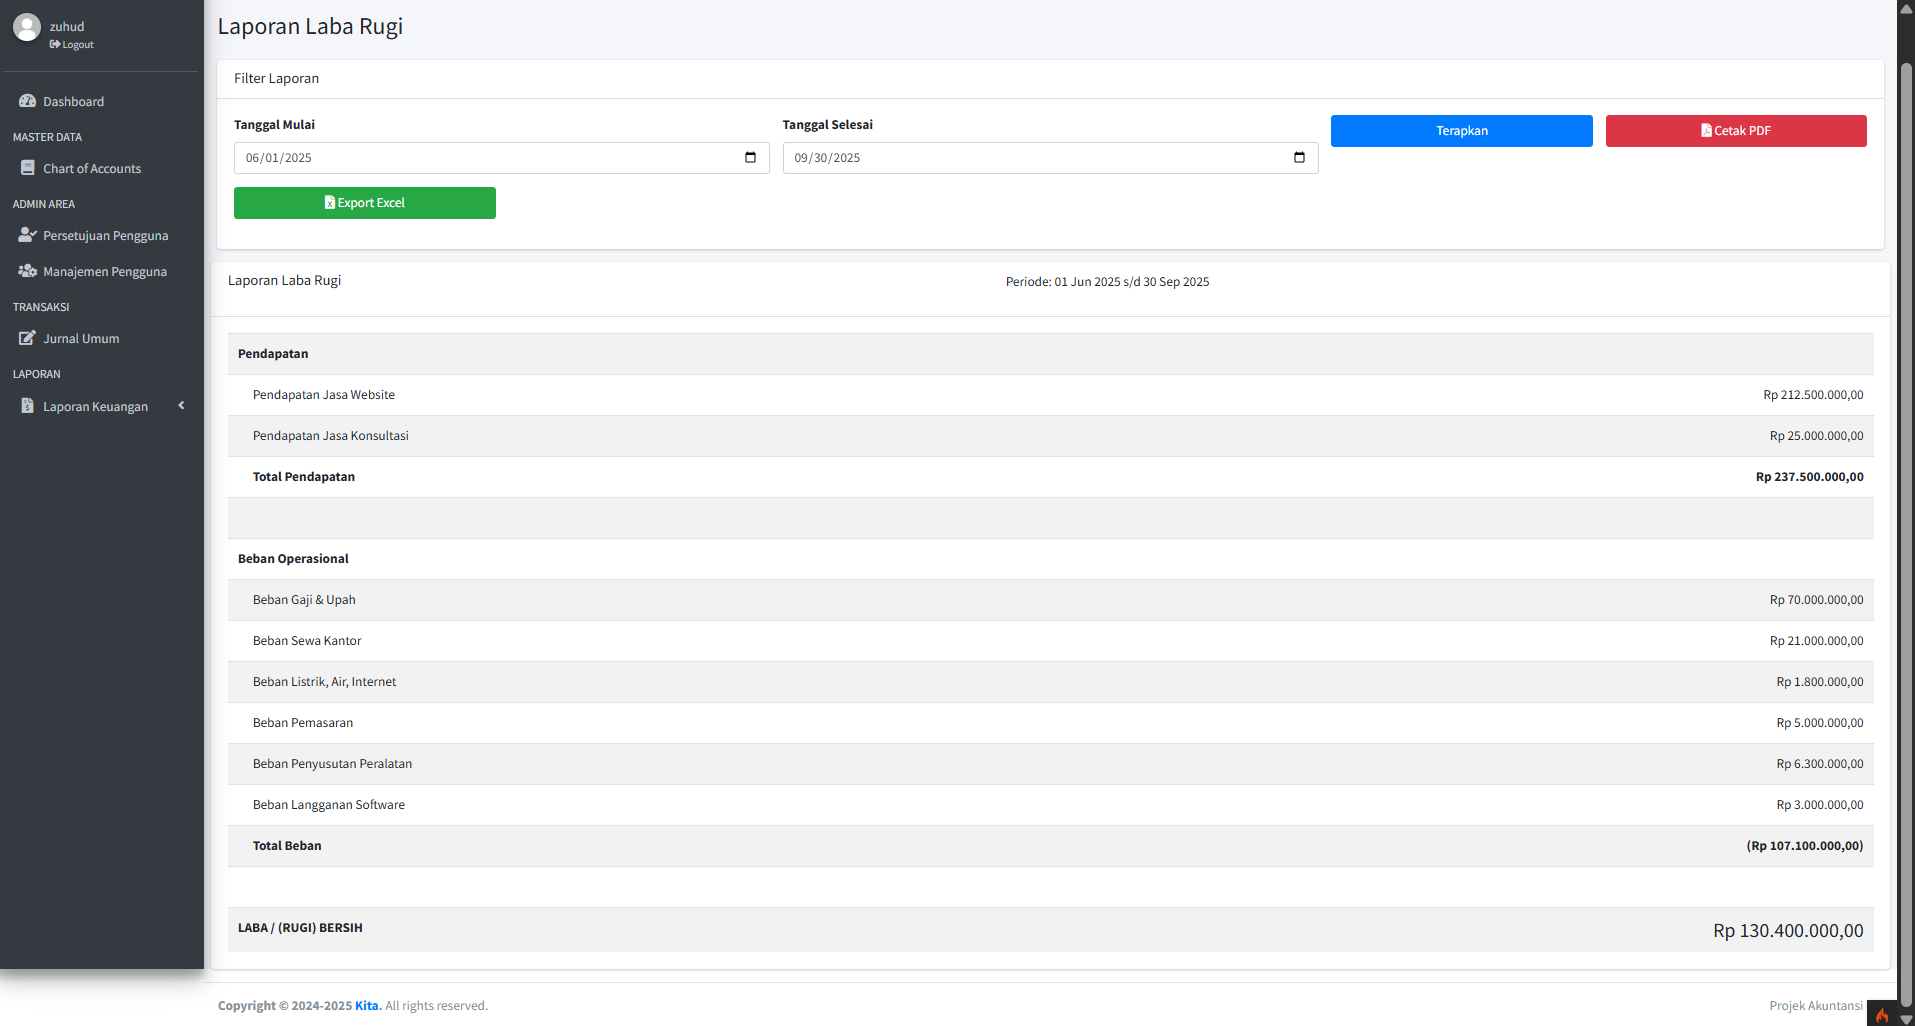 zuhud
Logout
Dashboard
MASTER DATA
Chart of Accounts
ADMIN AREA
Persetujuan Pengguna
Manajemen Pengguna
TRANSAKSI
Jurnal Umum
LAPORAN
Laporan Keuangan
Laporan Laba Rugi
Filter Laporan
Tanggal Mulai
06/01/2025
Tanggal Selesai
09/30/2025
Terapkan
Cetak PDF
Export Excel
Laporan Laba Rugi
Periode: 01 Jun 2025 s/d 30 Sep 2025
Pendapatan
Pendapatan Jasa Website Rp 212.500.000,00
Pendapatan Jasa Konsultasi Rp 25.000.000,00
Total Pendapatan Rp 237.500.000,00
Beban Operasional
Beban Gaji & Upah Rp 70.000.000,00
Beban Sewa Kantor Rp 21.000.000,00
Beban Listrik, Air, Internet Rp 1.800.000,00
Beban Pemasaran Rp 5.000.000,00
Beban Penyusutan Peralatan Rp 6.300.000,00
Beban Langganan Software Rp 3.000.000,00
Total Beban (Rp 107.100.000,00)
LABA / (RUGI) BERSIH Rp 130.400.000,00
Copyright © 2024-2025 Kita. All rights reserved.
Projek Akuntansi